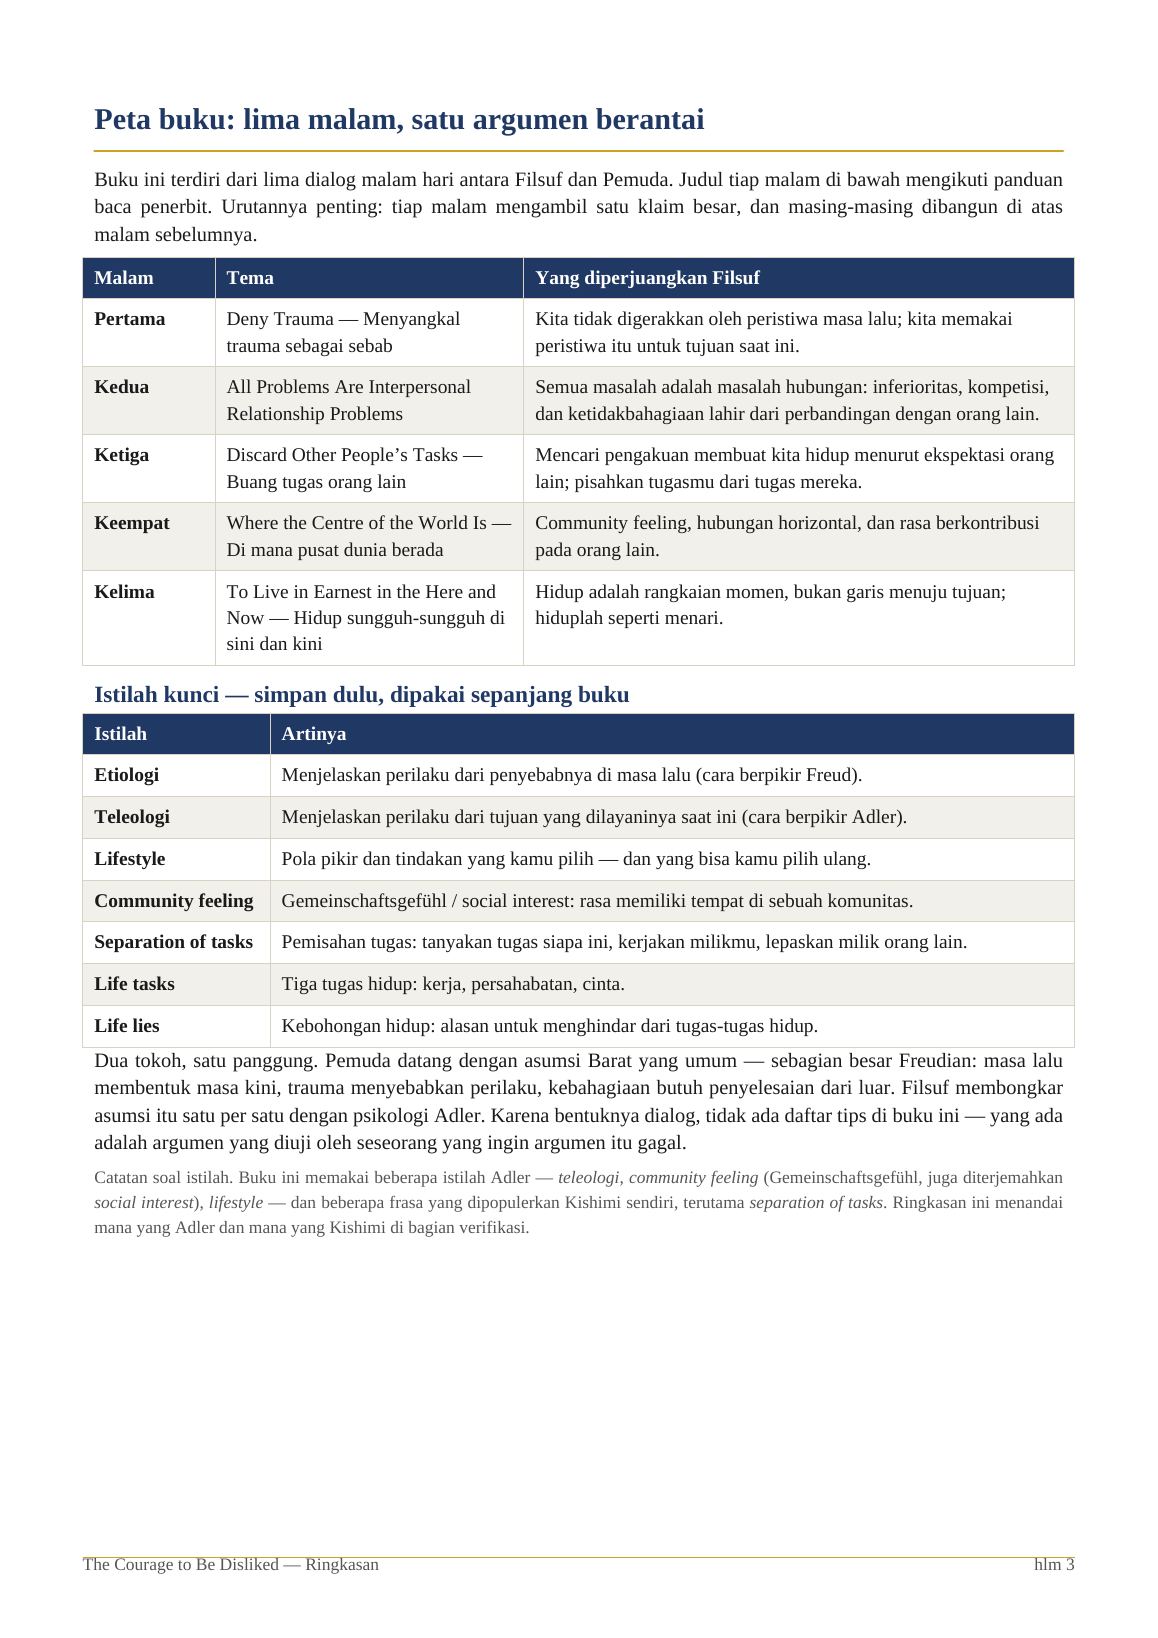 Peta buku: lima malam, satu argumen berantai
Buku ini terdiri dari lima dialog malam hari antara Filsuf dan Pemuda. Judul tiap malam di bawah mengikuti panduan
baca penerbit. Urutannya penting: tiap malam mengambil satu klaim besar, dan masing-masing dibangun di atas
malam sebelumnya.
Malam Tema Yang diperjuangkan Filsuf
Pertama Deny Trauma — Menyangkal Kita tidak digerakkan oleh peristiwa masa lalu; kita memakai
trauma sebagai sebab peristiwa itu untuk tujuan saat ini.
Kedua All Problems Are Interpersonal Semua masalah adalah masalah hubungan: inferioritas, kompetisi,
Relationship Problems dan ketidakbahagiaan lahir dari perbandingan dengan orang lain.
Ketiga Discard Other People’s Tasks — Mencari pengakuan membuat kita hidup menurut ekspektasi orang
Buang tugas orang lain lain; pisahkan tugasmu dari tugas mereka.
Keempat Where the Centre of the World Is — Community feeling, hubungan horizontal, dan rasa berkontribusi
Di mana pusat dunia berada pada orang lain.
Kelima To Live in Earnest in the Here and Hidup adalah rangkaian momen, bukan garis menuju tujuan;
Now — Hidup sungguh-sungguh di hiduplah seperti menari.
sini dan kini
Istilah kunci — simpan dulu, dipakai sepanjang buku
Istilah Artinya
Etiologi Menjelaskan perilaku dari penyebabnya di masa lalu (cara berpikir Freud).
Teleologi Menjelaskan perilaku dari tujuan yang dilayaninya saat ini (cara berpikir Adler).
Lifestyle Pola pikir dan tindakan yang kamu pilih — dan yang bisa kamu pilih ulang.
Community feeling Gemeinschaftsgefühl / social interest: rasa memiliki tempat di sebuah komunitas.
Separation of tasks Pemisahan tugas: tanyakan tugas siapa ini, kerjakan milikmu, lepaskan milik orang lain.
Life tasks Tiga tugas hidup: kerja, persahabatan, cinta.
Life lies Kebohongan hidup: alasan untuk menghindar dari tugas-tugas hidup.
Dua tokoh, satu panggung. Pemuda datang dengan asumsi Barat yang umum — sebagian besar Freudian: masa lalu
membentuk masa kini, trauma menyebabkan perilaku, kebahagiaan butuh penyelesaian dari luar. Filsuf membongkar
asumsi itu satu per satu dengan psikologi Adler. Karena bentuknya dialog, tidak ada daftar tips di buku ini — yang ada
adalah argumen yang diuji oleh seseorang yang ingin argumen itu gagal.
Catatan soal istilah. Buku ini memakai beberapa istilah Adler — teleologi, community feeling (Gemeinschaftsgefühl, juga diterjemahkan
social interest), lifestyle — dan beberapa frasa yang dipopulerkan Kishimi sendiri, terutama separation of tasks. Ringkasan ini menandai
mana yang Adler dan mana yang Kishimi di bagian verifikasi.
The Courage to Be Disliked — Ringkasan hlm 3